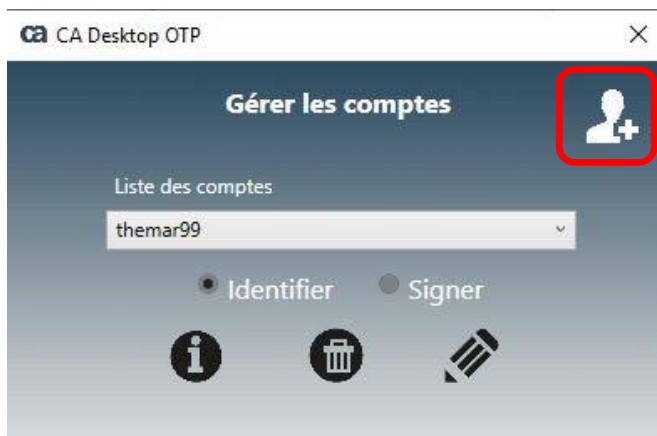 ca CA Desktop OTP
Gérer les comptes
Liste des comptes
themar99
Identifier Signer